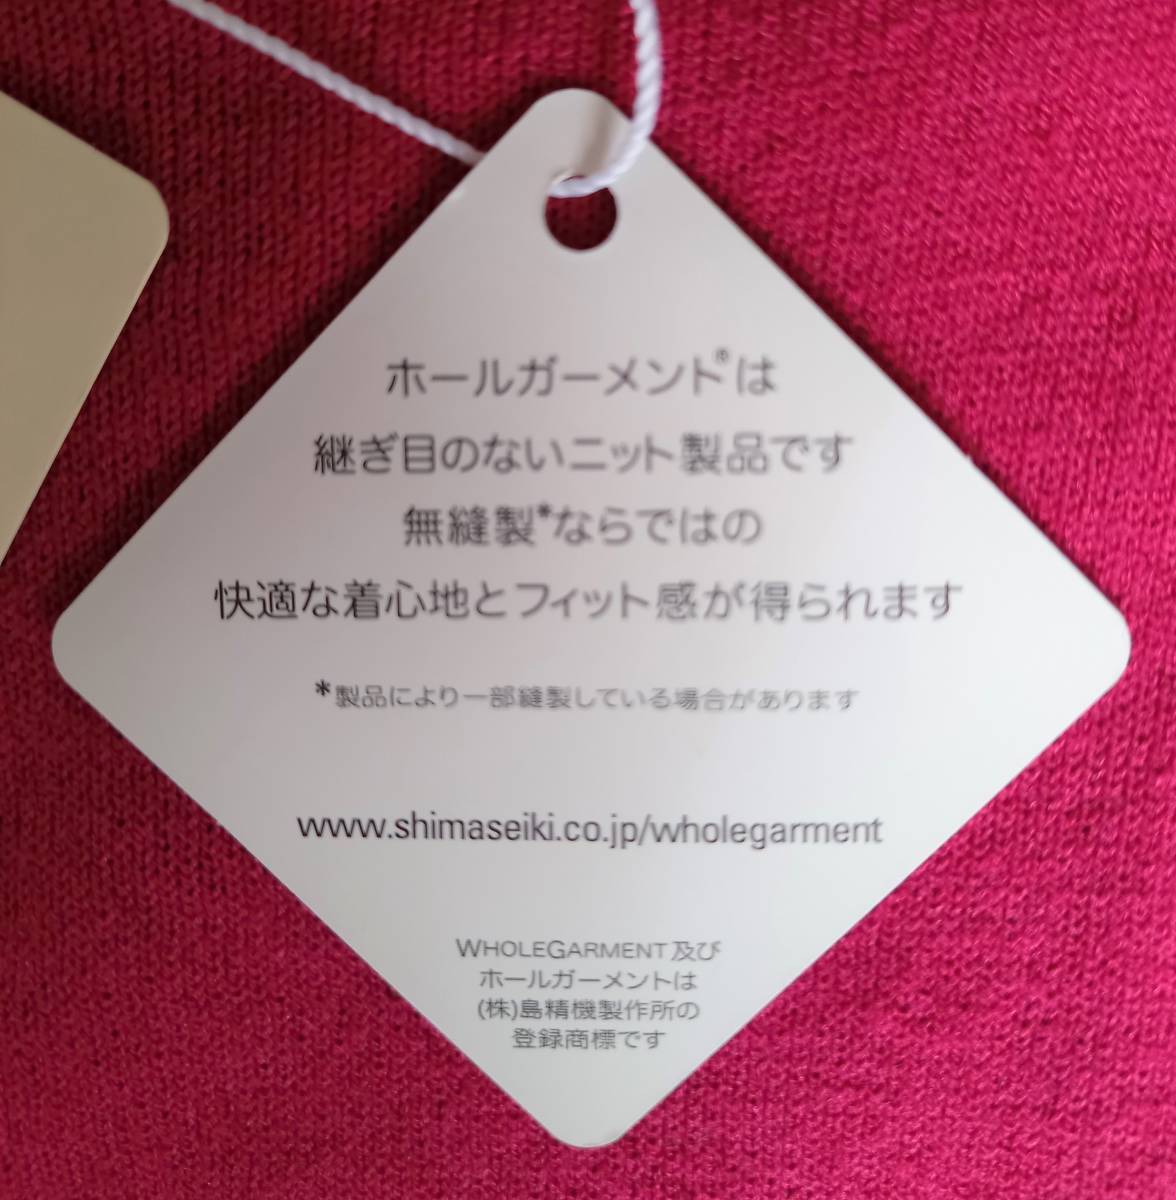 ホールガーメント®は
継ぎ目のないニット製品です
無縫製*ならではの
快適な着心地とフィット感が得られます
*製品により一部縫製している場合があります
www.shimaseiki.co.jp/wholegarment
WHOLEGARMENT及び
ホールガーメントは
(株)島精機製作所の
登録商標です